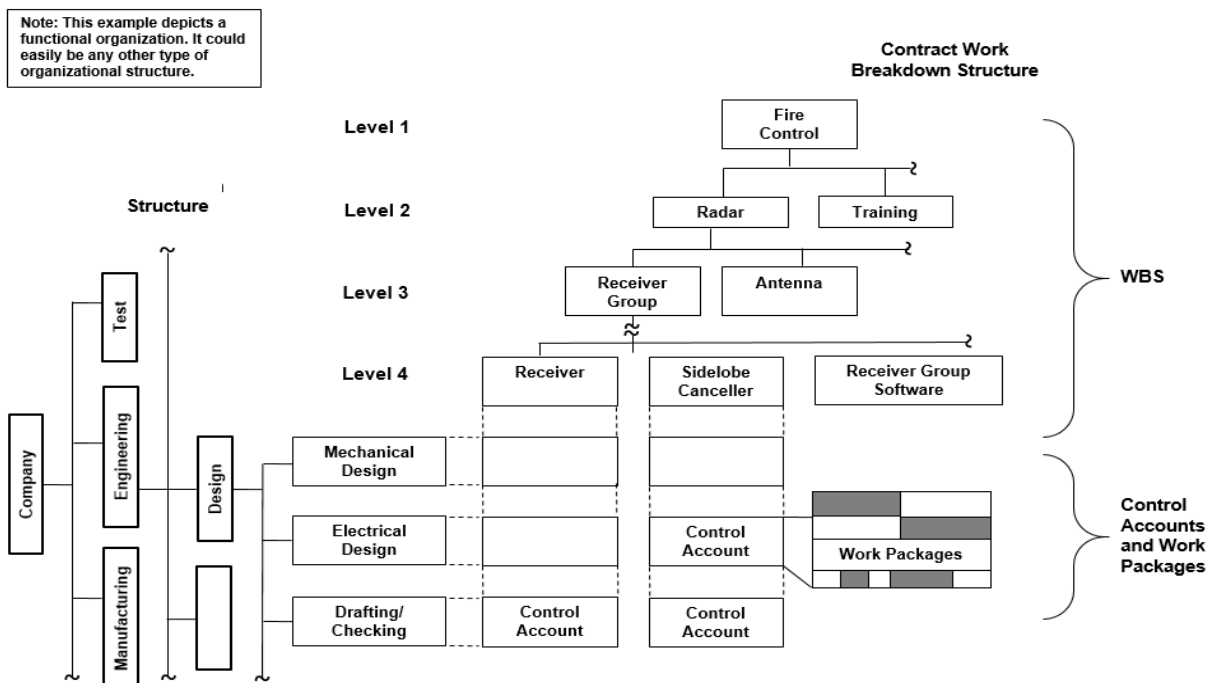 Note: This example depicts a
functional organization. It could
easily be any other type of
organizational structure.
Contract Work
Breakdown Structure
Level 1
Fire
Control
Structure
Level 2
Radar
Training
Level 3
Receiver
Group
Antenna
WBS
Level 4
Receiver
Sidelobe
Canceller
Receiver Group
Software
Company
Test
Engineering
Manufacturing
Design
Mechanical
Design
Electrical
Design
Control
Account
Work Packages
Control
Accounts
and Work
Packages
Drafting/
Checking
Control
Account
Control
Account